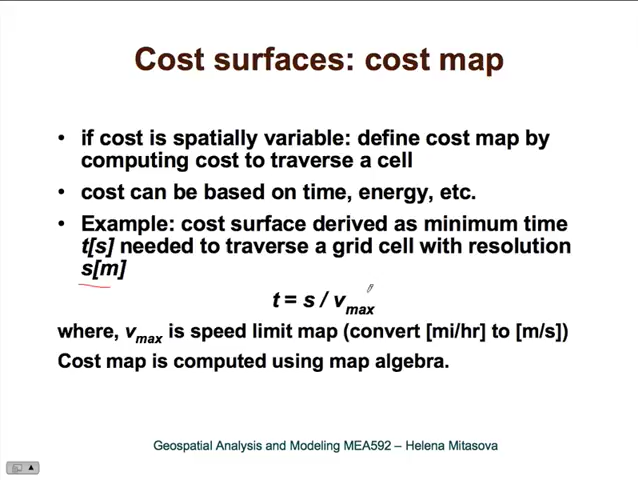 Cost surfaces: cost map
• if cost is spatially variable: define cost map by
computing cost to traverse a cell
• cost can be based on time, energy, etc.
• Example: cost surface derived as minimum time
t[s] needed to traverse a grid cell with resolution
s[m]
t = s / vmax
where, vmax is speed limit map (convert [mi/hr] to [m/s])
Cost map is computed using map algebra.
Geospatial Analysis and Modeling MEA592 – Helena Mitasova